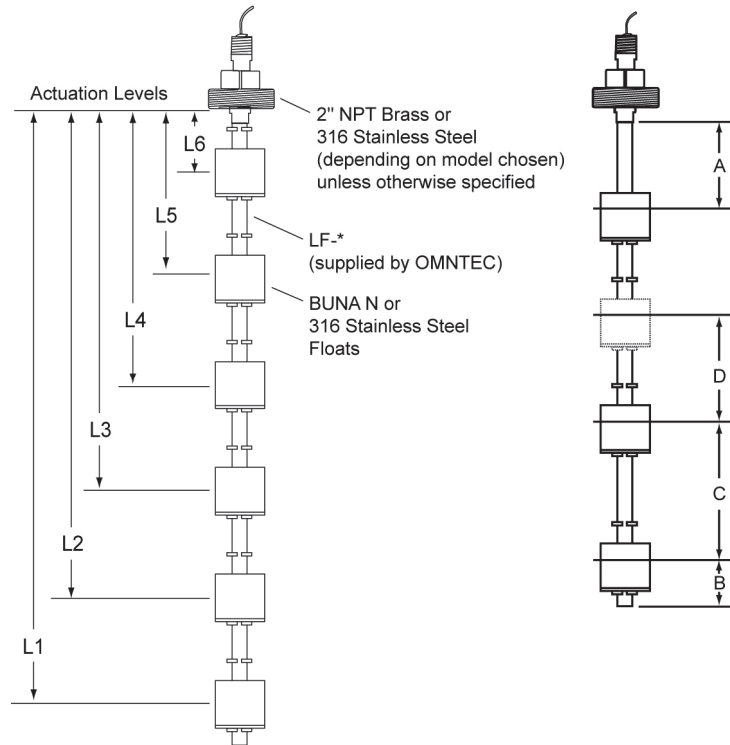 Actuation Levels
2" NPT Brass or
316 Stainless Steel
(depending on model chosen)
unless otherwise specified
L6
A
L5
LF-*
(supplied by OMNTEC)
BUNA N or
316 Stainless Steel
Floats
L4
D
L3
C
L2
B
L1